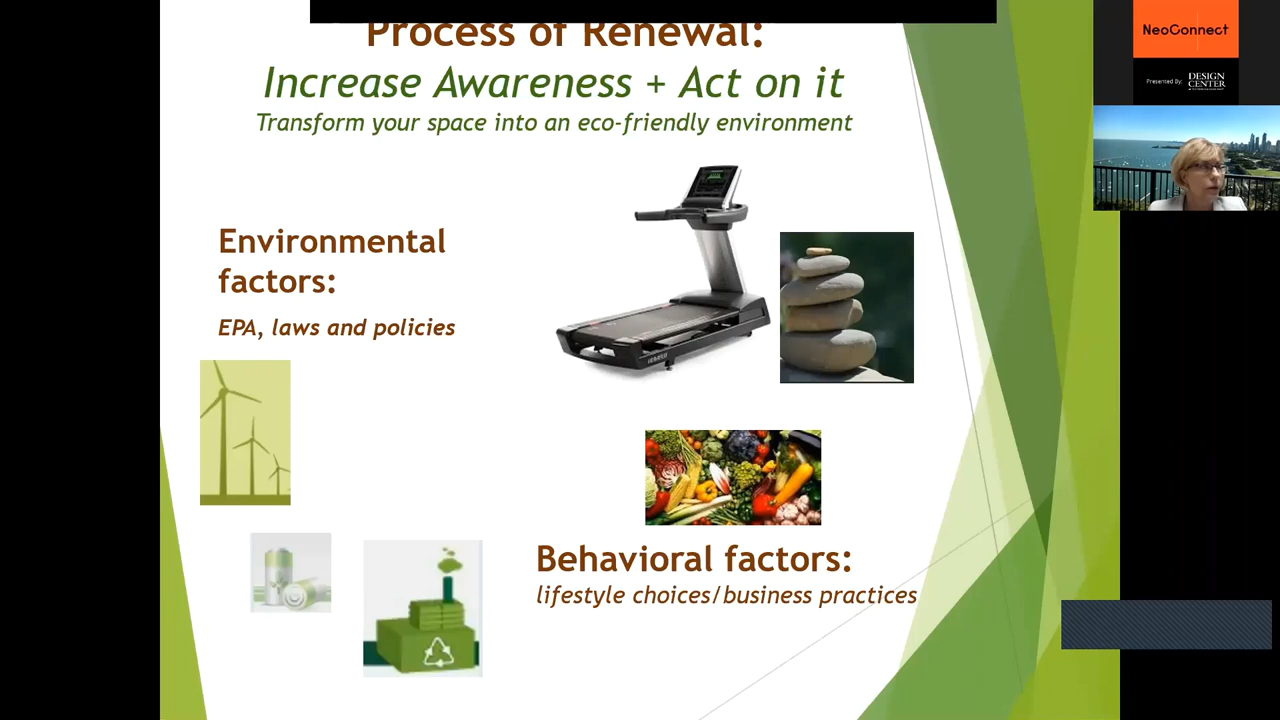 Process of Renewal:
Increase Awareness + Act on it
Transform your space into an eco-friendly environment
Environmental
factors:
EPA, laws and policies
Behavioral factors:
lifestyle choices/business practices
NeoConnect
Presented By:
DESIGN
CENTER